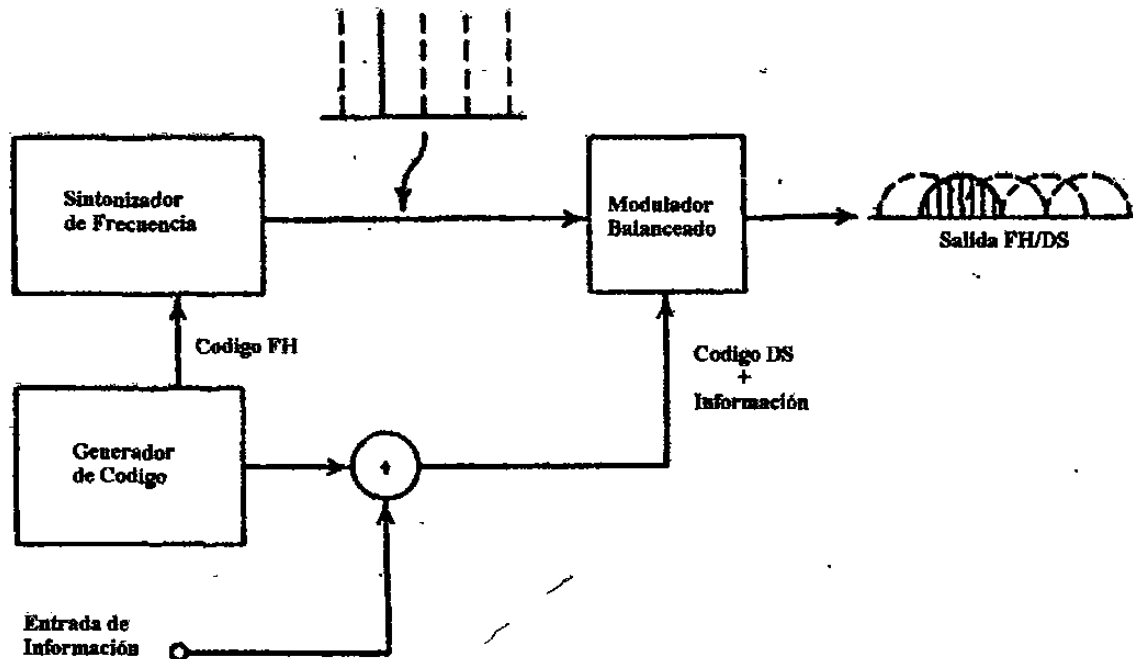 Sintonizador
de Frecuencia
Modulador
Balanceado
Salida FH/DS
Codigo FH
Codigo DS
+
Información
Generador
de Codigo
+
Entrada de
Información